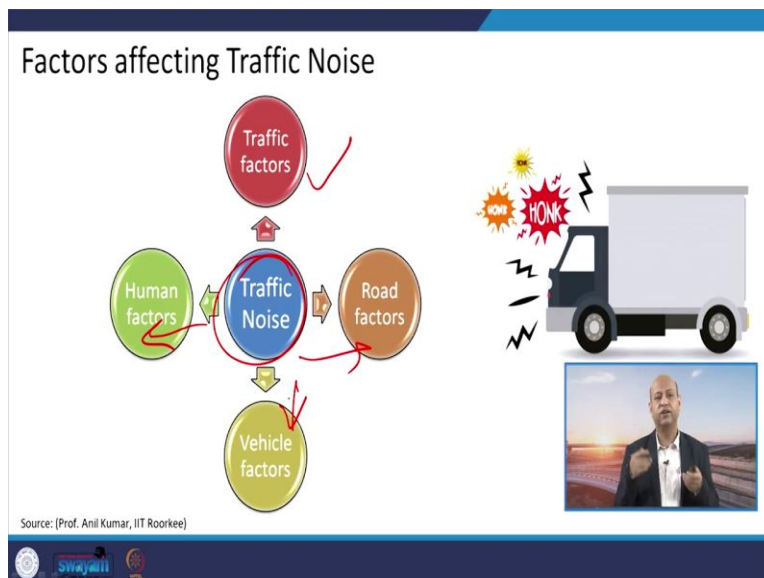 Factors affecting Traffic Noise
Traffic
factors
Human
factors
Traffic
Noise
Road
factors
Vehicle
factors
HONK
HONK
HONK
Source: (Prof. Anil Kumar, IIT Roorkee)
swayam